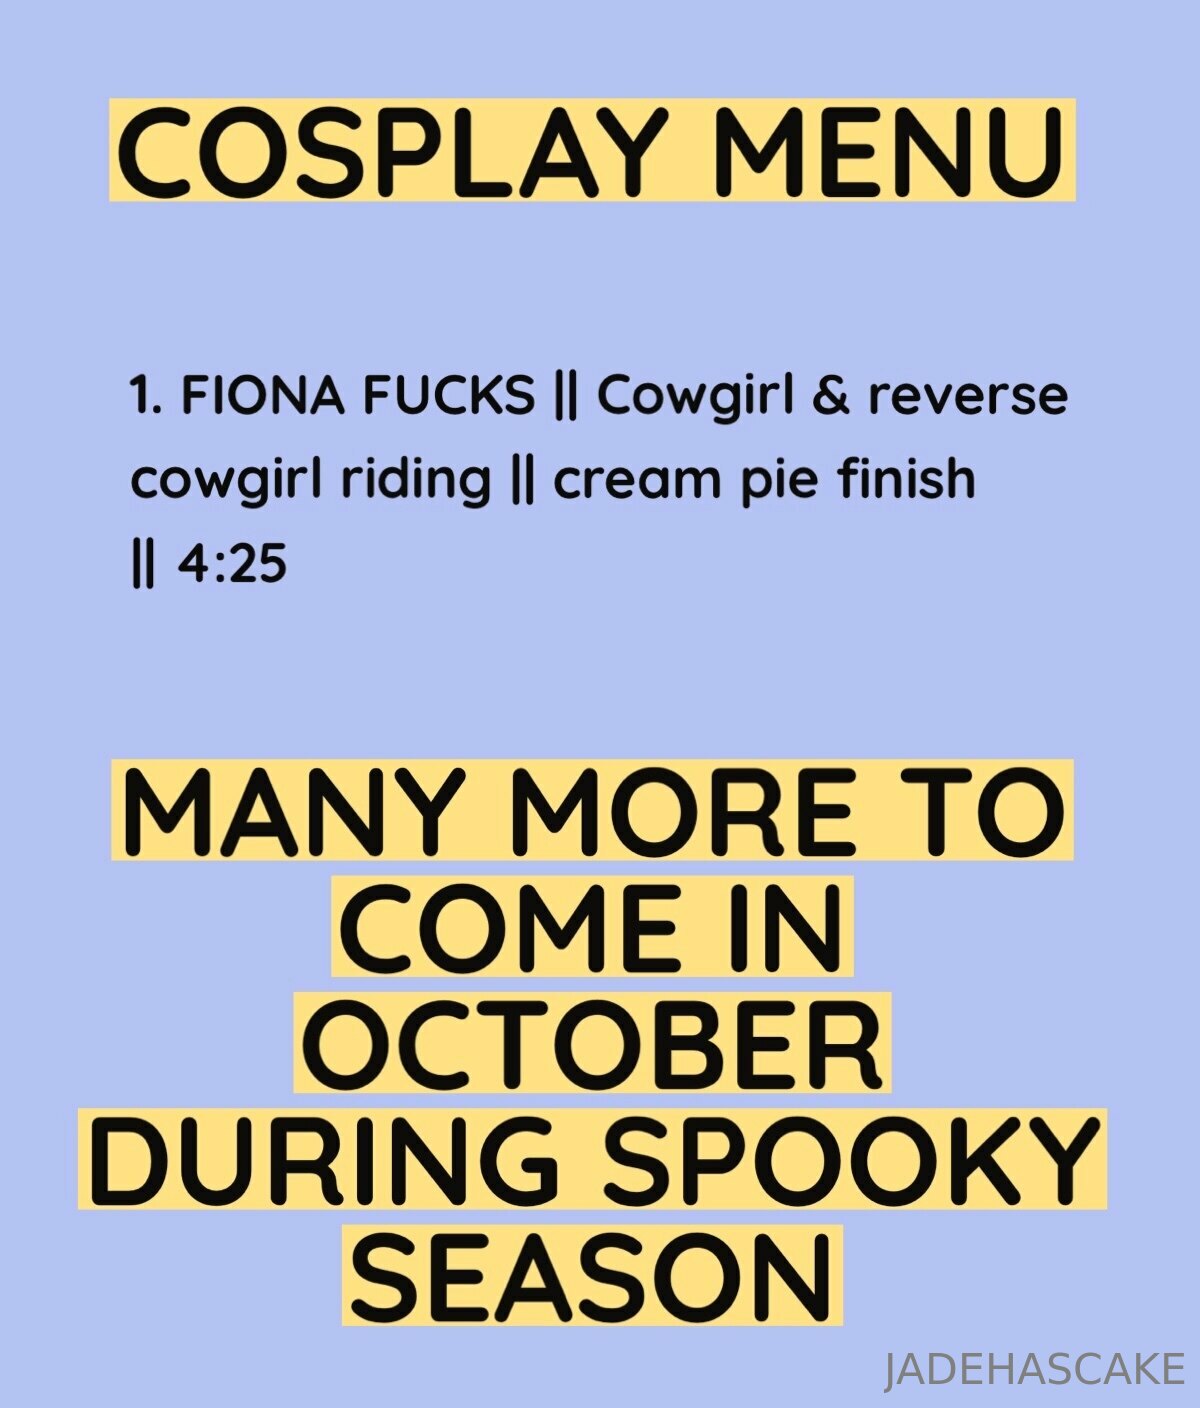 COSPLAY MENU
1. FIONA FUCKS || Cowgirl & reverse
cowgirl riding || cream pie finish
|| 4:25
MANY MORE TO
COME IN
OCTOBER
DURING SPOOKY
SEASON
JADEHASCAKE